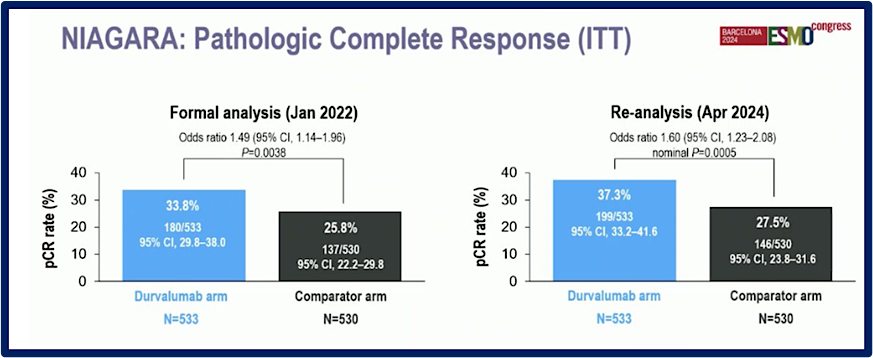 NIAGARA: Pathologic Complete Response (ITT)
BARCELONA
2024
ESMO congress
Formal analysis (Jan 2022)
Odds ratio 1.49 (95% CI, 1.14–1.96)
P=0.0038
pCR rate (%)
40
30
20
10
0
33.8%
180/533
95% CI, 29.8–38.0
25.8%
137/530
95% CI, 22.2–29.8
Durvalumab arm
N=533
Comparator arm
N=530
Re-analysis (Apr 2024)
Odds ratio 1.60 (95% CI, 1.23–2.08)
nominal P=0.0005
pCR rate (%)
40
30
20
10
0
37.3%
199/533
95% CI, 33.2–41.6
27.5%
146/530
95% CI, 23.8–31.6
Durvalumab arm
N=533
Comparator arm
N=530